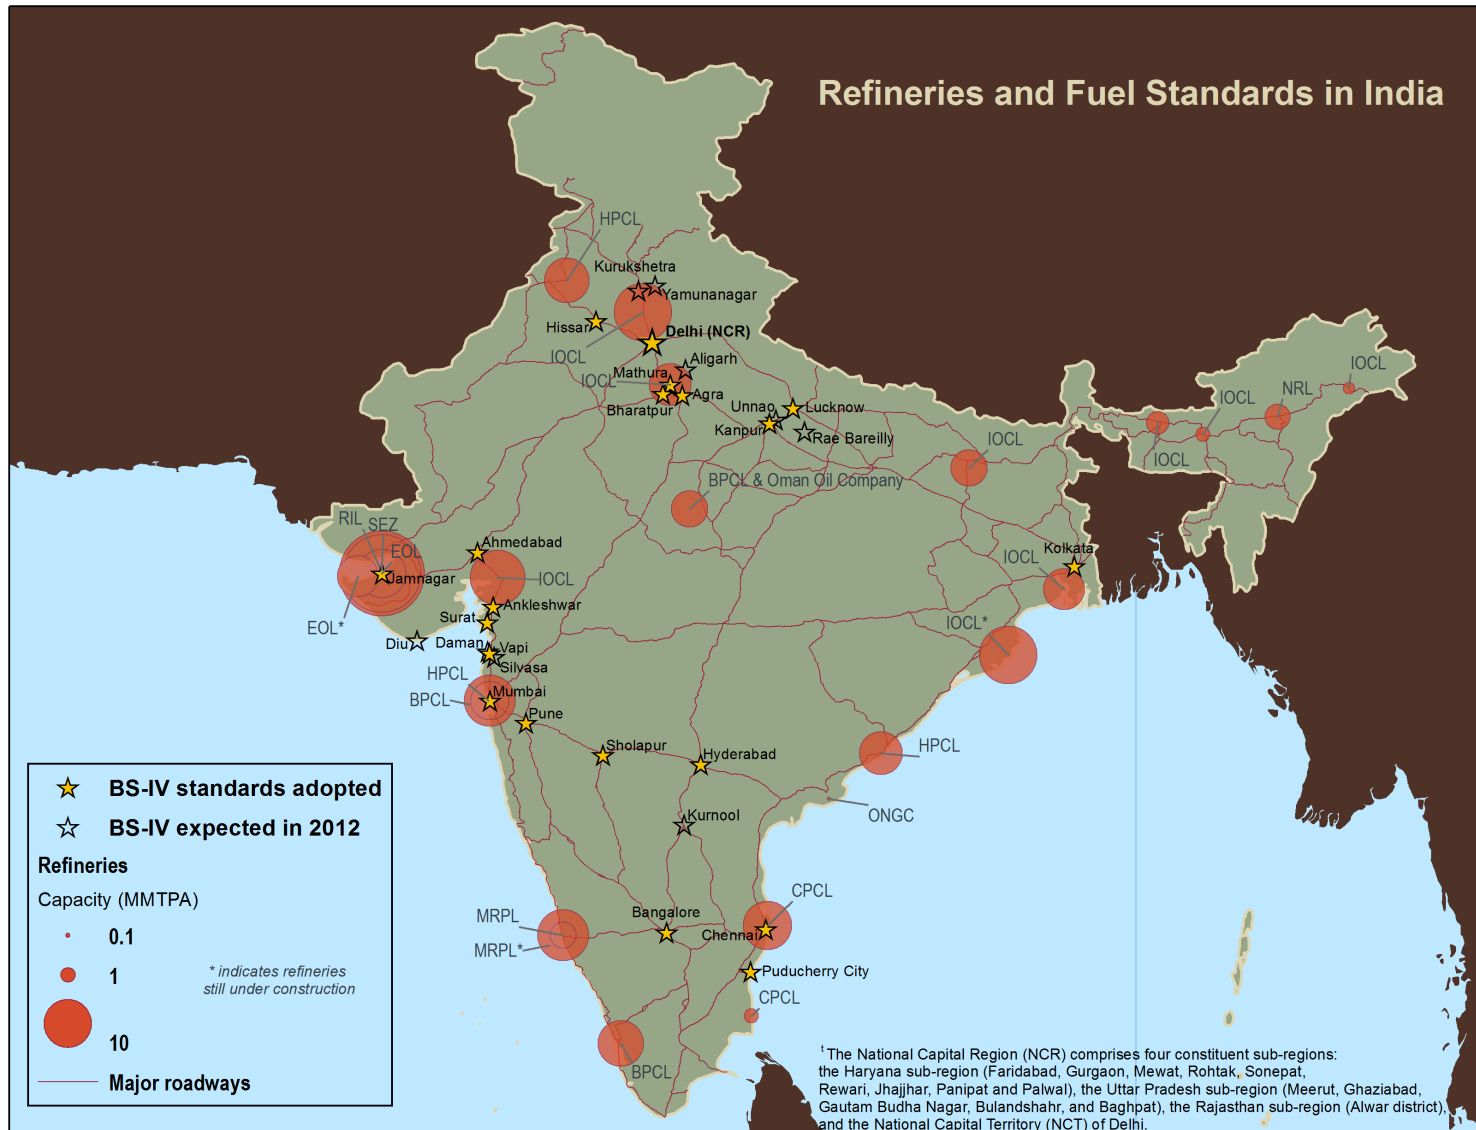 Refineries and Fuel Standards in India
HPCL
Kurukshetra
Yamunanagar
Hissar
Delhi (NCR)
IOCL
Aligarh
Mathura
IOCL
Agra
Bharatpur
Unnao
Lucknow
Kanpur
Rae Bareilly
IOCL
NRL
IOCL
IOCL
IOCL
BPCL & Oman Oil Company
RIL
SEZ
EOL
Jamnagar
EOL*
Ahmedabad
IOCL
Ankleshwar
Surat
Diu
Daman
Vapi
Silvasa
IOCL
Kolkata
IOCL*
HPCL
BPCL
Mumbai
Pune
Sholapur
Hyderabad
HPCL
ONGC
Kurnool
MRPL
MRPL*
Bangalore
CPCL
Chennai
Puducherry City
CPCL
BPCL
BS-IV standards adopted
BS-IV expected in 2012
Refineries
Capacity (MMTPA)
0.1
1
* indicates refineries
still under construction
10
Major roadways
t The National Capital Region (NCR) comprises four constituent sub-regions:
the Haryana sub-region (Faridabad, Gurgaon, Mewat, Rohtak, Sonepat,
Rewari, Jhajjhar, Panipat and Palwal), the Uttar Pradesh sub-region (Meerut, Ghaziabad,
Gautam Budha Nagar, Bulandshahr, and Baghpat), the Rajasthan sub-region (Alwar district),
and the National Capital Territory (NCT) of Delhi.